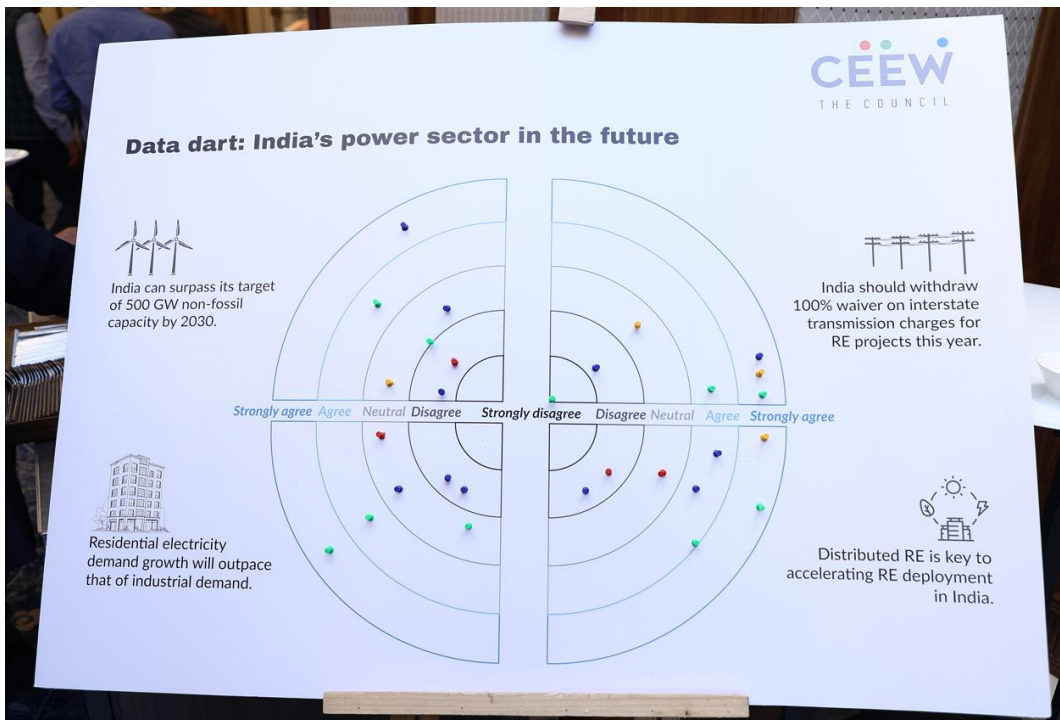 CEEW
THE COUNCIL
Data dart: India's power sector in the future
India can surpass its target
of 500 GW non-fossil
capacity by 2030.
India should withdraw
100% waiver on interstate
transmission charges for
RE projects this year.
Strongly agree Agree Neutral Disagree Strongly disagree Disagree Neutral Agree Strongly agree
Residential electricity
demand growth will outpace
that of industrial demand.
Distributed RE is key to
accelerating RE deployment
in India.